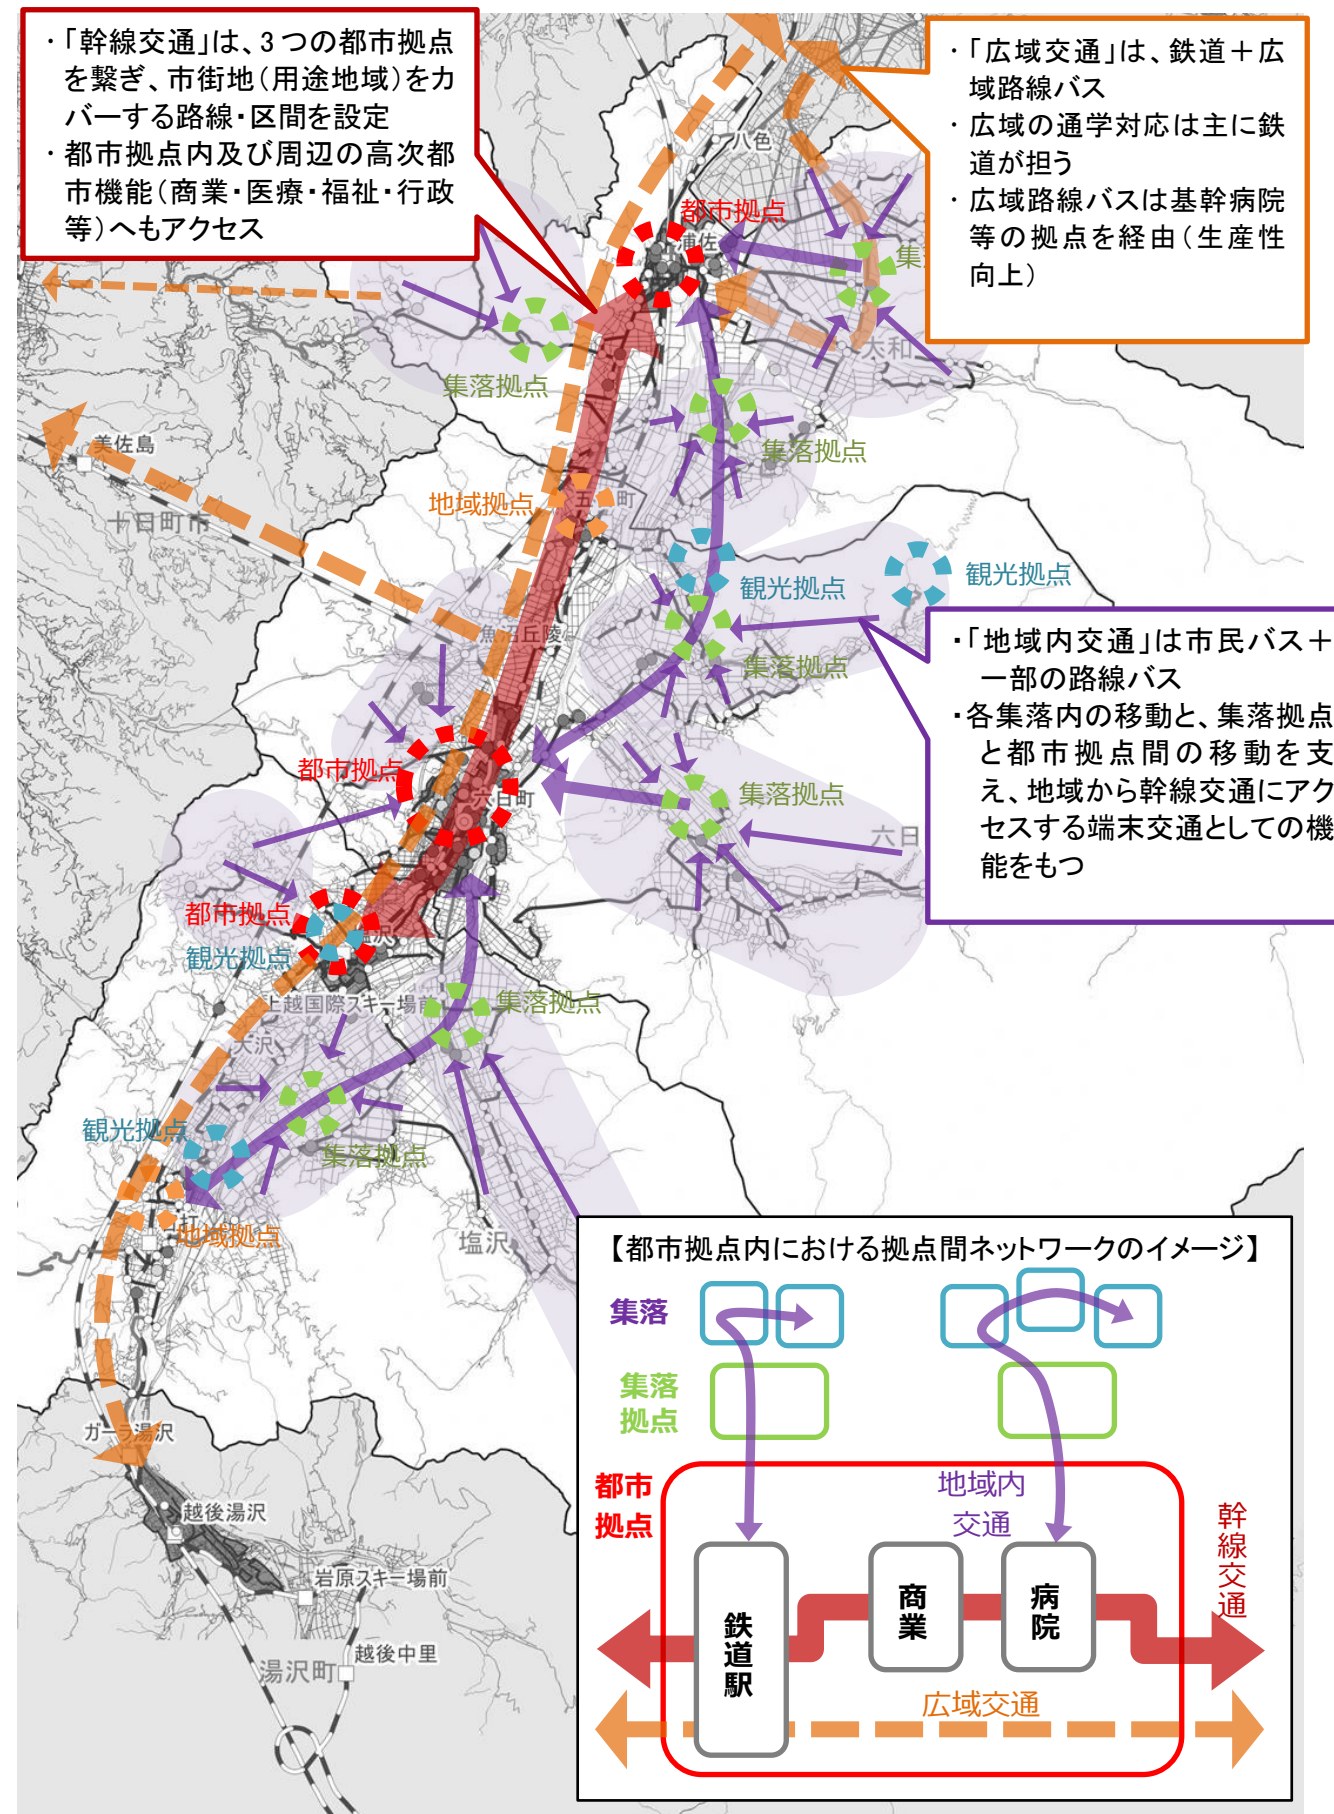 ・「幹線交通」は、3つの都市拠点
を繋ぎ、市街地（用途地域）をカ
バーする路線・区間を設定
・都市拠点内及び周辺の高次都
市機能（商業・医療・福祉・行政
等）へもアクセス
・「広域交通」は、鉄道＋広
域路線バス
・広域の通学対応は主に鉄
道が担う
・広域路線バスは基幹病院
等の拠点を経由（生産性
向上）
八色
都市拠点
浦佐
集
大和
集落拠点
美佐島
十日町市
集落拠点
地域拠点
五
町
観光拠点
観光拠点
魚沼丘陵
集落拠点
・「地域内交通」は市民バス＋
一部の路線バス
・各集落内の移動と、集落拠点
と都市拠点間の移動を支
え、地域から幹線交通にアク
セスする端末交通としての機
能をもつ
都市拠点
六日町
集落拠点
六日
都市拠点
塩沢
観光拠点
上越国際スキー場前
集落拠点
大沢
観光拠点
集落拠点
打
地域拠点
塩沢
ガーラ湯沢
越後湯沢
岩原スキー場前
越後中里
湯沢町
【都市拠点内における拠点間ネットワークのイメージ】
集落
集落
拠点
都市
拠点
地域内
交通
幹線交通
鉄道駅
商業
病院
広域交通